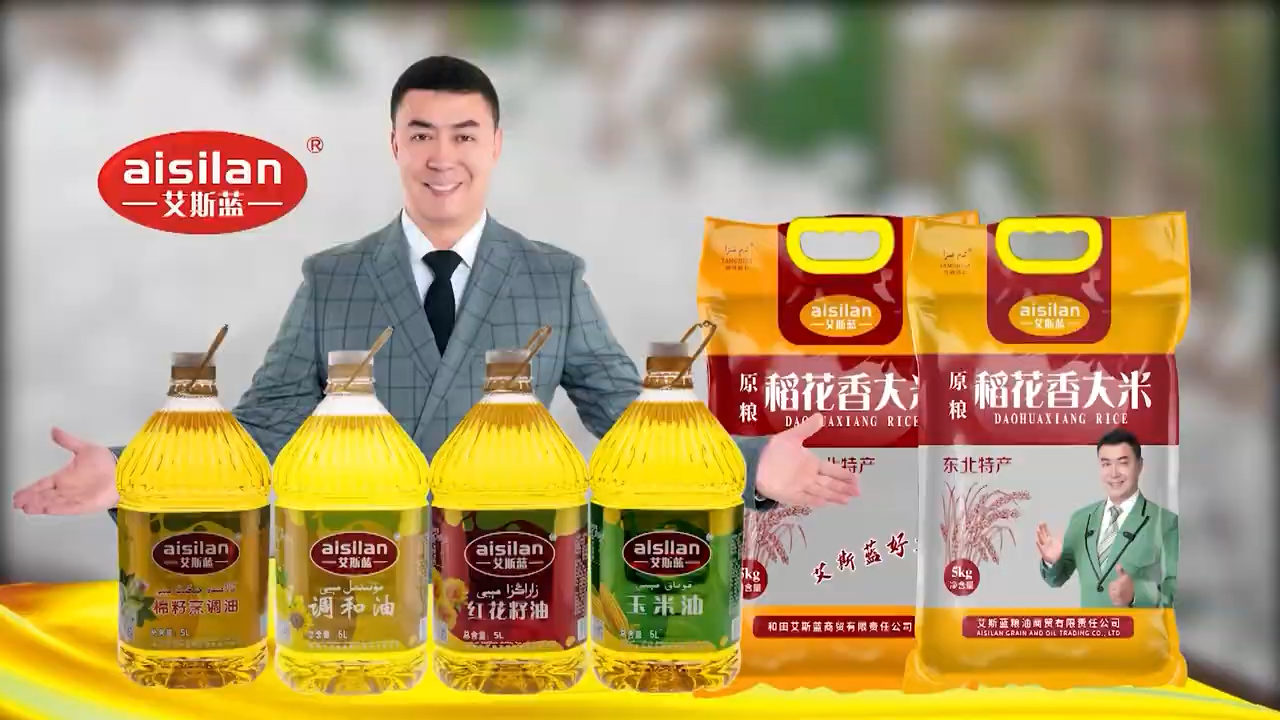 aisilan
®
艾斯蓝
aisilan
艾斯蓝
棉籽烹调油
5L
aisilan
艾斯蓝
调和油
5L
aisilan
艾斯蓝
红花籽油
5L
aisilan
艾斯蓝
玉米油
5L
aisilan
艾斯蓝
原粮
稻花香大米
DAOHUAXIANG RICE
特产
艾斯蓝好
5kg
和田艾斯蓝商贸有限责任公司
aisilan
艾斯蓝
原粮
稻花香大米
DAOHUAXIANG RICE
东北特产
5kg
净含量
艾斯蓝粮油商贸有限责任公司
AISILAN GRAIN AND OIL TRADING CO., LTD